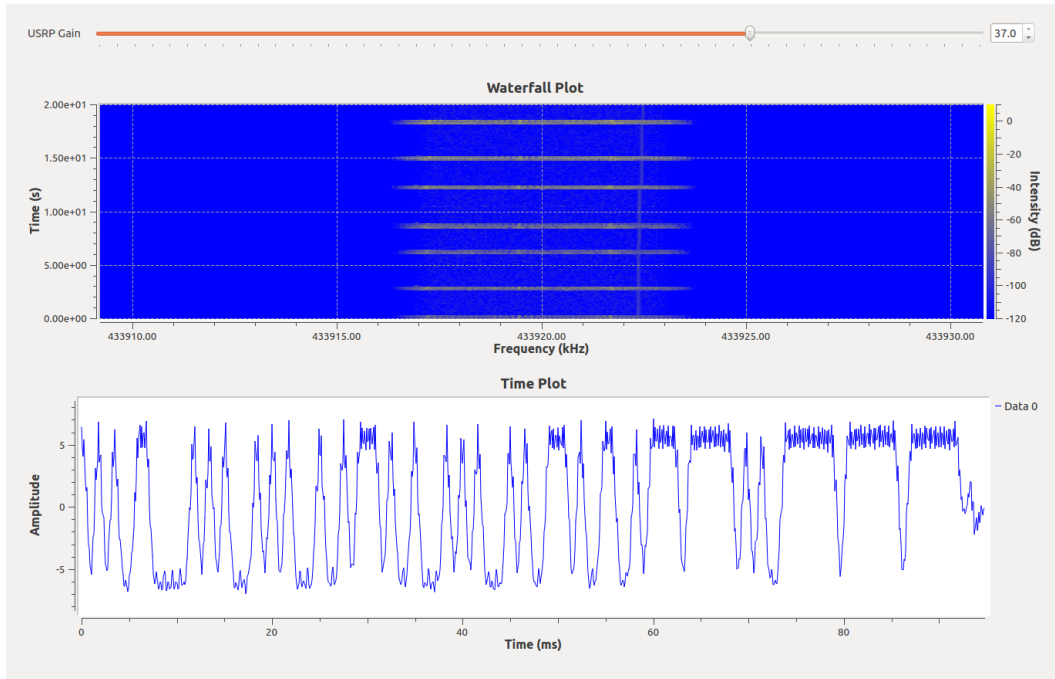 USRP Gain 37.0
Waterfall Plot
2.00e+01
1.50e+01
1.00e+01
5.00e+00
0.00e+00
Time (s)
433910.00 433915.00 433920.00 433925.00 433930.00
Frequency (kHz)
0
-20
-40
-60
-80
-100
-120
Intensity (dB)
Time Plot
Data 0
5
0
-5
Amplitude
0 20 40 60 80
Time (ms)